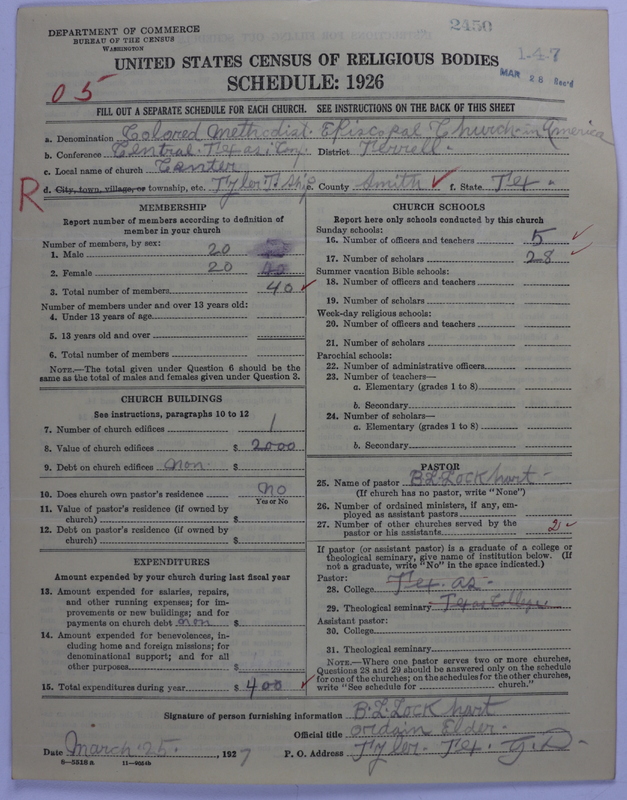 DEPARTMENT OF COMMERCE
BUREAU OF THE CENSUS
WASHINGTON
2450
1-4-7
MAR 28 Rec'd
UNITED STATES CENSUS OF RELIGIOUS BODIES
SCHEDULE: 1926
05
FILL OUT A SEPARATE SCHEDULE FOR EACH CHURCH. SEE INSTRUCTIONS ON THE BACK OF THIS SHEET
a. Denomination Colored Methodist Episcopal Church in America
b. Conference Central Texas Con. District Terrell
c. Local name of church Center
R
d. City, town, village, or township, etc. Tyler T. Ship e. County Smith f. State Tex
MEMBERSHIP
Report number of members according to definition of member in your church
Number of members, by sex:
1. Male 20
2. Female 20
3. Total number of members 40
Number of members under and over 13 years old:
4. Under 13 years of age
5. 13 years old and over
6. Total number of members
NOTE.—The total given under Question 6 should be the same as the total of males and females given under Question 3.
CHURCH BUILDINGS
See instructions, paragraphs 10 to 12
7. Number of church edifices 1
8. Value of church edifices $ 2000
9. Debt on church edifices non $
10. Does church own pastor's residence No
Yes or No
11. Value of pastor's residence (if owned by church) $
12. Debt on pastor's residence (if owned by church) $
EXPENDITURES
Amount expended by your church during last fiscal year
13. Amount expended for salaries, repairs, and other running expenses; for improvements or new buildings; and for payments on church debt non $
14. Amount expended for benevolences, including home and foreign missions; for denominational support; and for all other purposes $
15. Total expenditures during year $ 400
CHURCH SCHOOLS
Report here only schools conducted by this church
Sunday schools:
16. Number of officers and teachers 5
17. Number of scholars 28
Summer vacation Bible schools:
18. Number of officers and teachers
19. Number of scholars
Week-day religious schools:
20. Number of officers and teachers
21. Number of scholars
Parochial schools:
22. Number of administrative officers
23. Number of teachers—
a. Elementary (grades 1 to 8)
b. Secondary
24. Number of scholars—
a. Elementary (grades 1 to 8)
b. Secondary
PASTOR
25. Name of pastor B. L. Lockhart
(If church has no pastor, write "None")
26. Number of ordained ministers, if any, employed as assistant pastors
27. Number of other churches served by the pastor or his assistants 2
If pastor (or assistant pastor) is a graduate of a college or theological seminary, give name of institution below. (If not a graduate, write "No" in the space indicated.)
Pastor:
28. College Texas
29. Theological seminary Texas College
Assistant pastor:
30. College
31. Theological seminary
NOTE.—Where one pastor serves two or more churches, Questions 28 and 29 should be answered only on the schedule for one of the churches; on the schedules for the other churches, write "See schedule for church."
Signature of person furnishing information B. L. Lockhart
Official title ordain Elder
Date March 25, 1927 P. O. Address Tyler Tex
8—5518 a 11—9054b